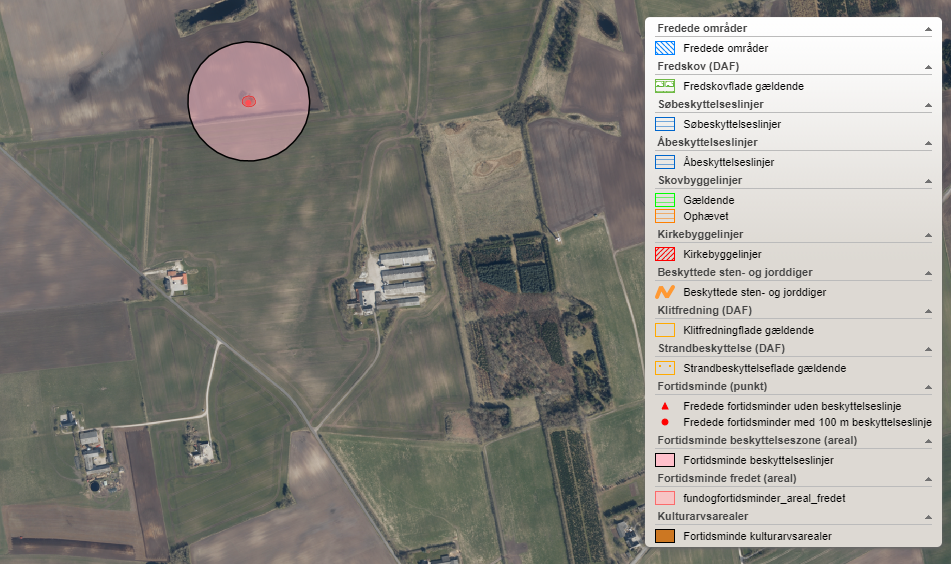 Fredede områder
Fredede områder
Fredskov (DAF)
Fredskovflade gældende
Søbeskyttelseslinjer
Søbeskyttelseslinjer
Åbeskyttelseslinjer
Åbeskyttelseslinjer
Skovbyggelinjer
Gældende
Ophævet
Kirkebyggelinjer
Kirkebyggelinjer
Beskyttede sten- og jorddiger
Beskyttede sten- og jorddiger
Klitfredning (DAF)
Klitfredningflade gældende
Strandbeskyttelse (DAF)
Strandbeskyttelseflade gældende
Fortidsminde (punkt)
Fredede fortidsminder uden beskyttelseslinje
Fredede fortidsminder med 100 m beskyttelseslinje
Fortidsminde beskyttelseszone (areal)
Fortidsminde beskyttelseslinjer
Fortidsminde fredet (areal)
fundogfortidsminder_areal_fredet
Kulturarvsarealer
Fortidsminde kulturarvsarealer